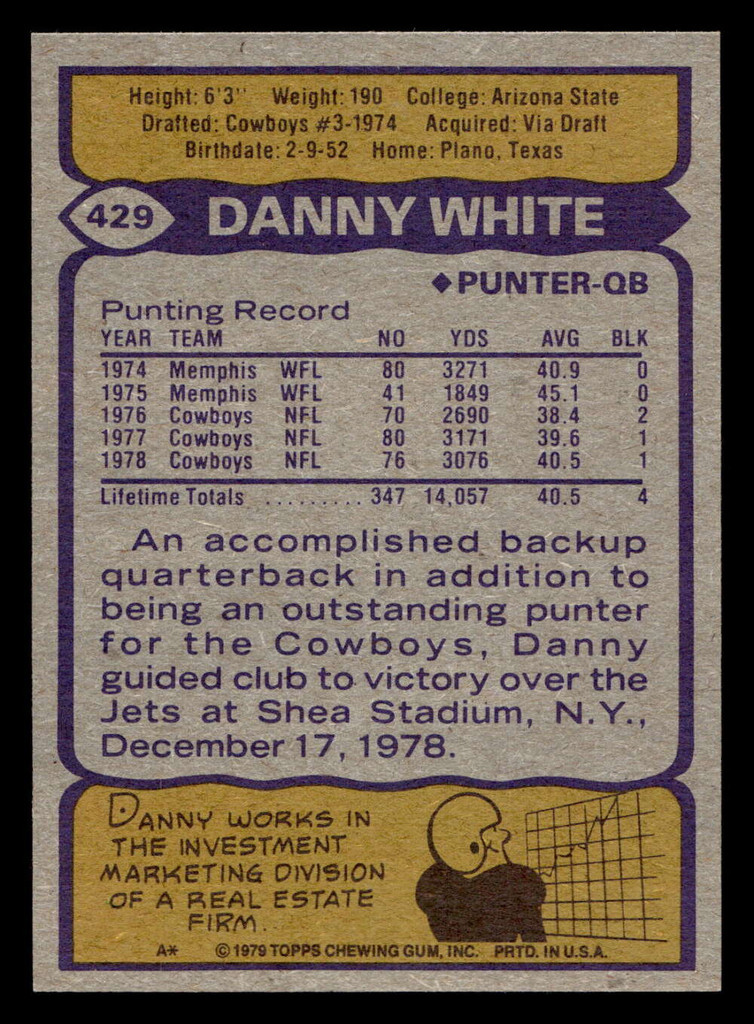 Height: 6'3" Weight: 190 College: Arizona State
Drafted: Cowboys #3-1974 Acquired: Via Draft
Birthdate: 2-9-52 Home: Plano, Texas
429 DANNY WHITE
◆PUNTER-QB
Punting Record
YEAR TEAM NO YDS AVG BLK
1974 Memphis WFL 80 3271 40.9 0
1975 Memphis WFL 41 1849 45.1 0
1976 Cowboys NFL 70 2690 38.4 2
1977 Cowboys NFL 80 3171 39.6 1
1978 Cowboys NFL 76 3076 40.5 1
Lifetime Totals .......... 347 14,057 40.5 4
An accomplished backup
quarterback in addition to
being an outstanding punter
for the Cowboys, Danny
guided club to victory over the
Jets at Shea Stadium, N.Y.,
December 17, 1978.
DANNY WORKS IN
THE INVESTMENT
MARKETING DIVISION
OF A REAL ESTATE
FIRM.
A* ©1979 TOPPS CHEWING GUM, INC. PRTD. IN U.S.A.